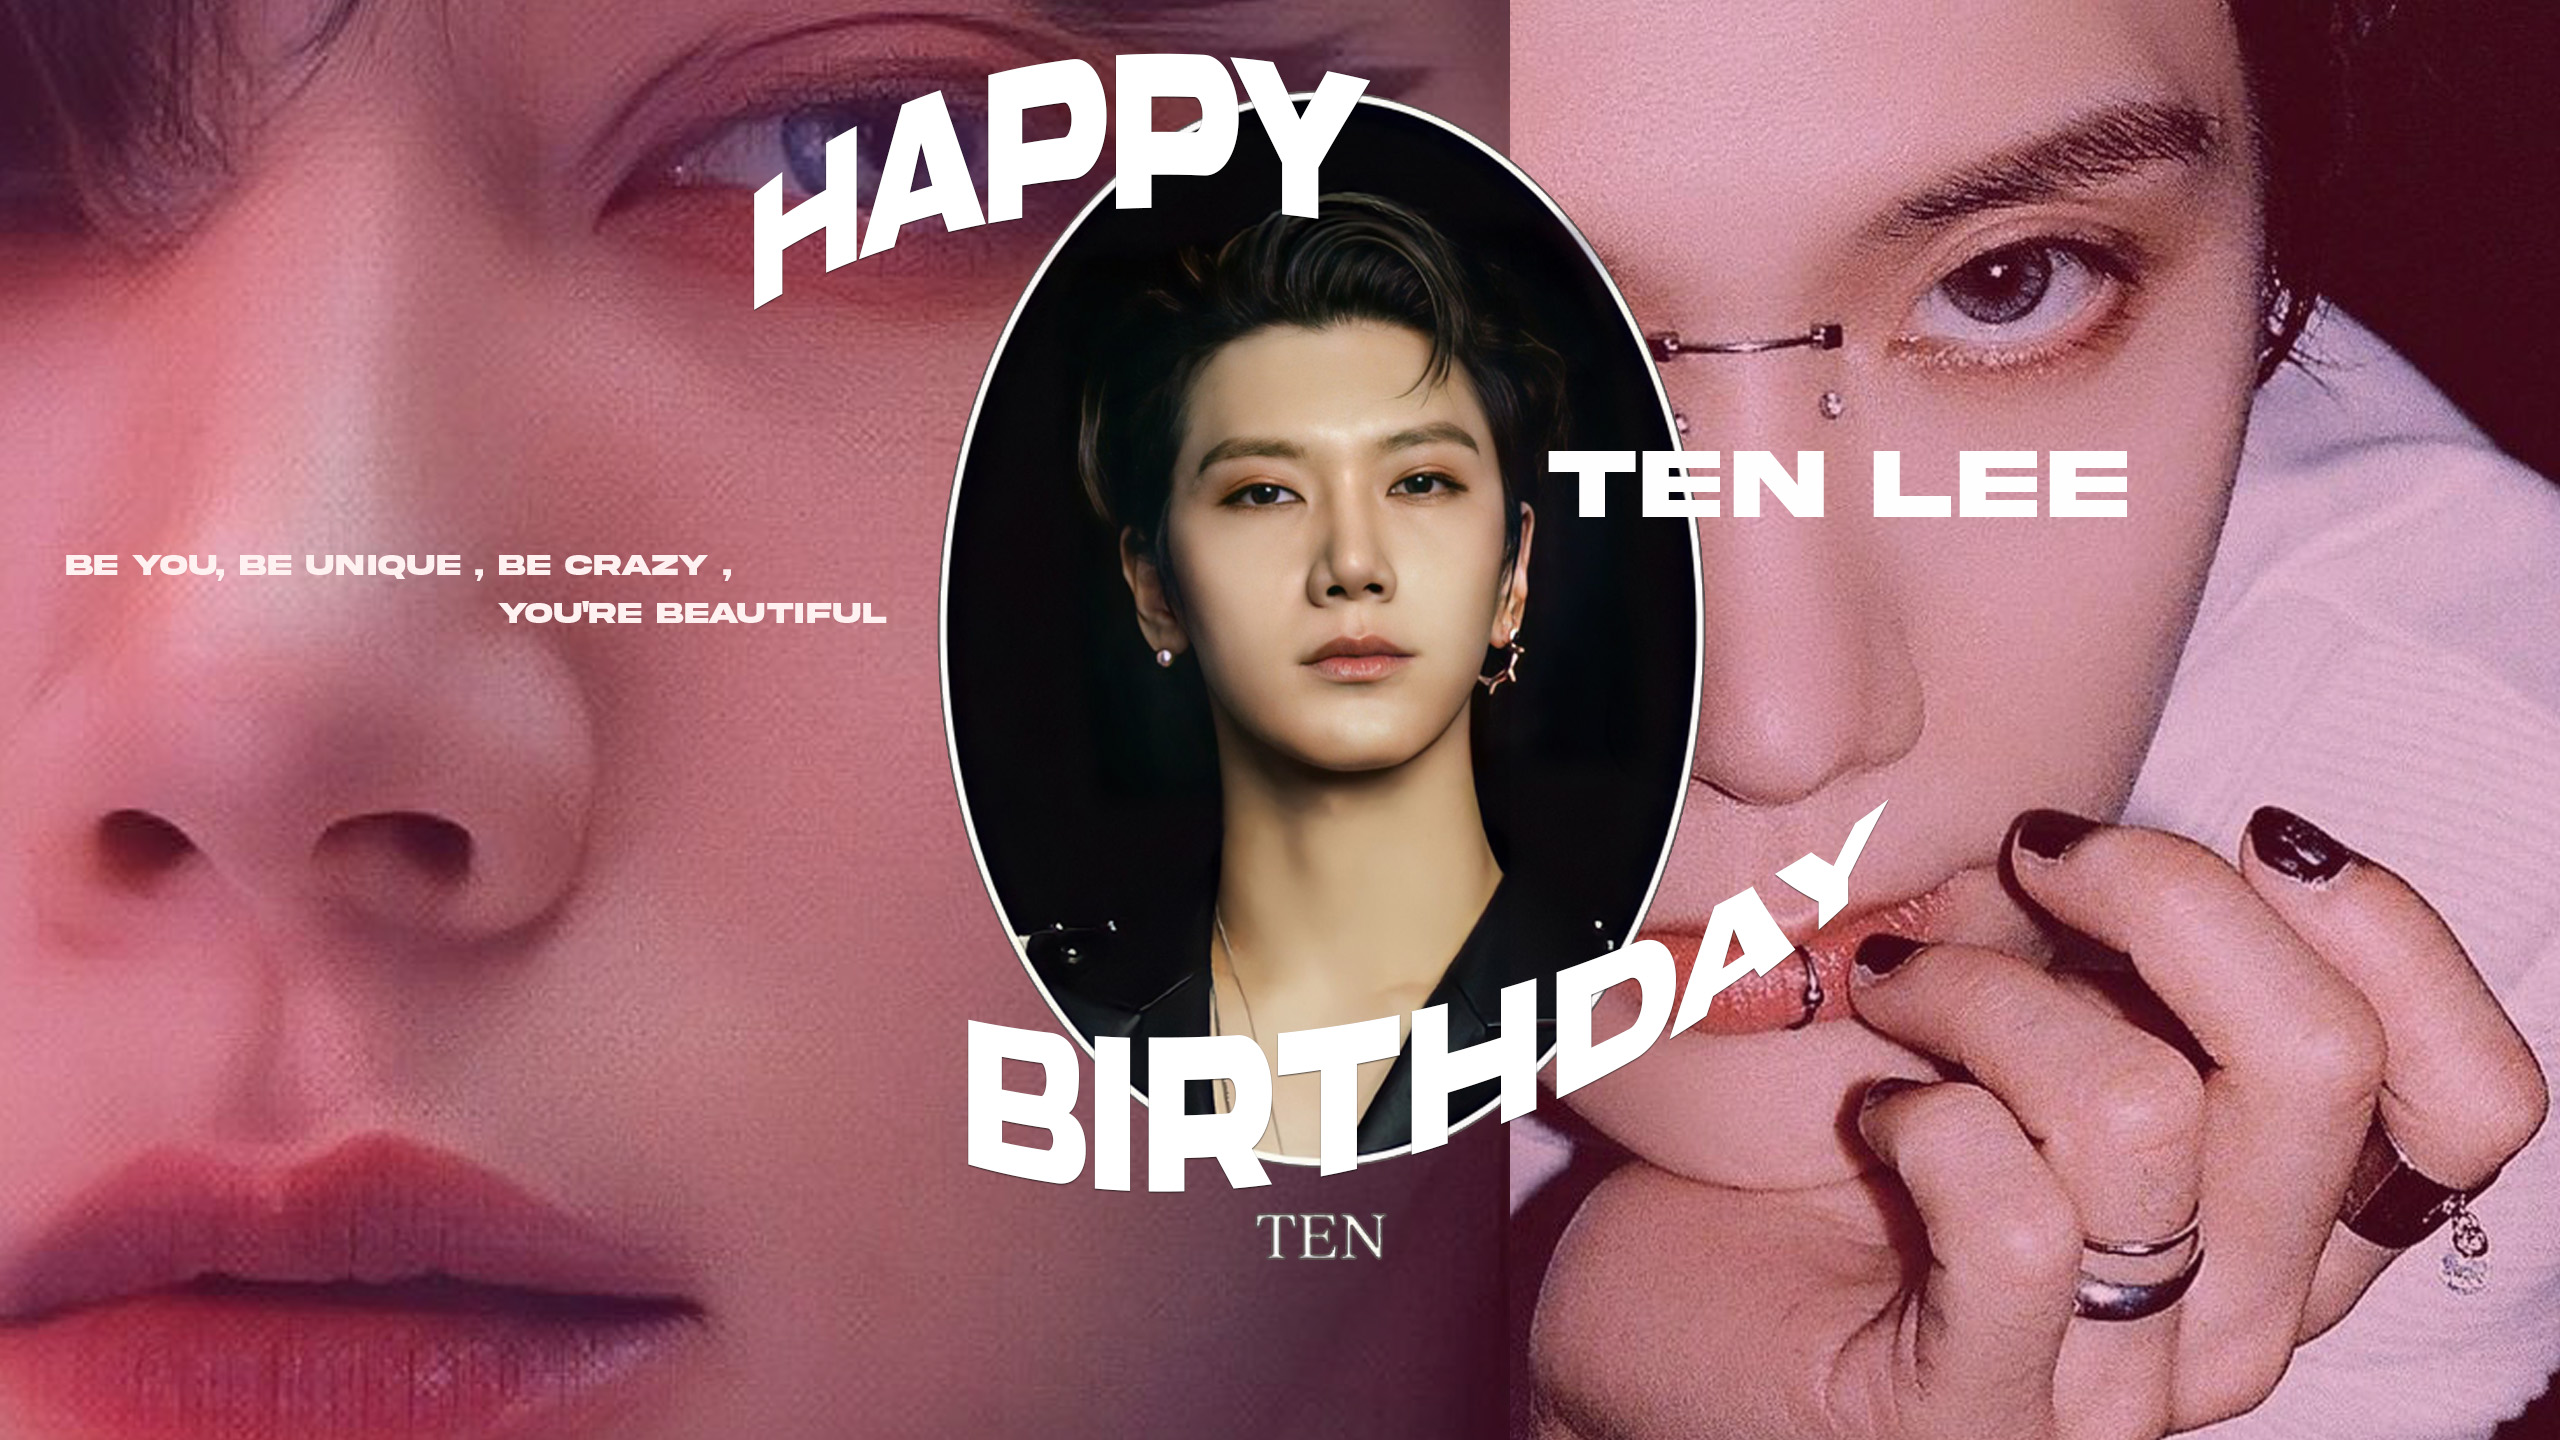 HAPPY
TEN LEE
BE YOU, BE UNIQUE , BE CRAZY ,
YOU'RE BEAUTIFUL
BIRTHDAY
TEN